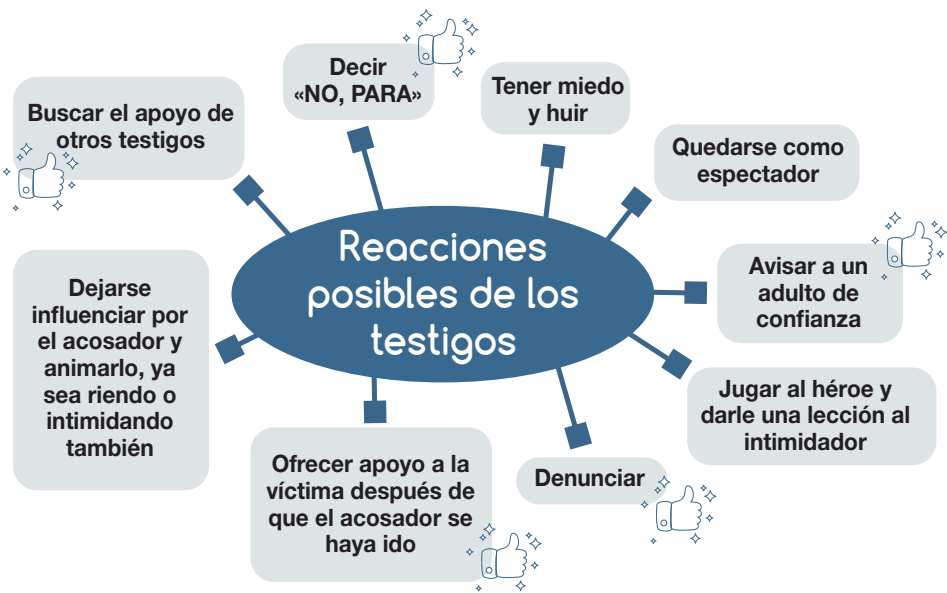 Reacciones
posibles de los
testigos
Decir
«NO, PARA»
Tener miedo
y huir
Quedarse como
espectador
Avisar a un
adulto de
confianza
Jugar al héroe y
darle una lección al
intimidador
Denunciar
Ofrecer apoyo a la
víctima después de
que el acosador se
haya ido
Dejarse
influenciar por
el acosador y
animarlo, ya
sea riendo o
intimidando
también
Buscar el apoyo de
otros testigos